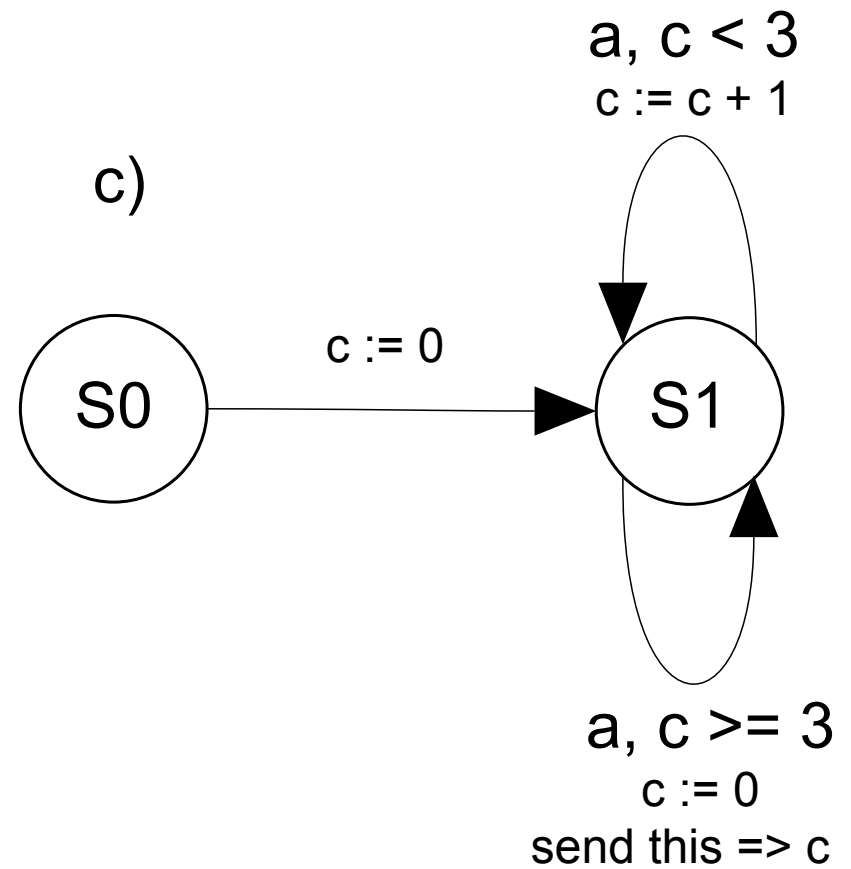 a, c < 3
c := c + 1
c)
c := 0
S0
S1
a, c >= 3
c := 0
send this => c